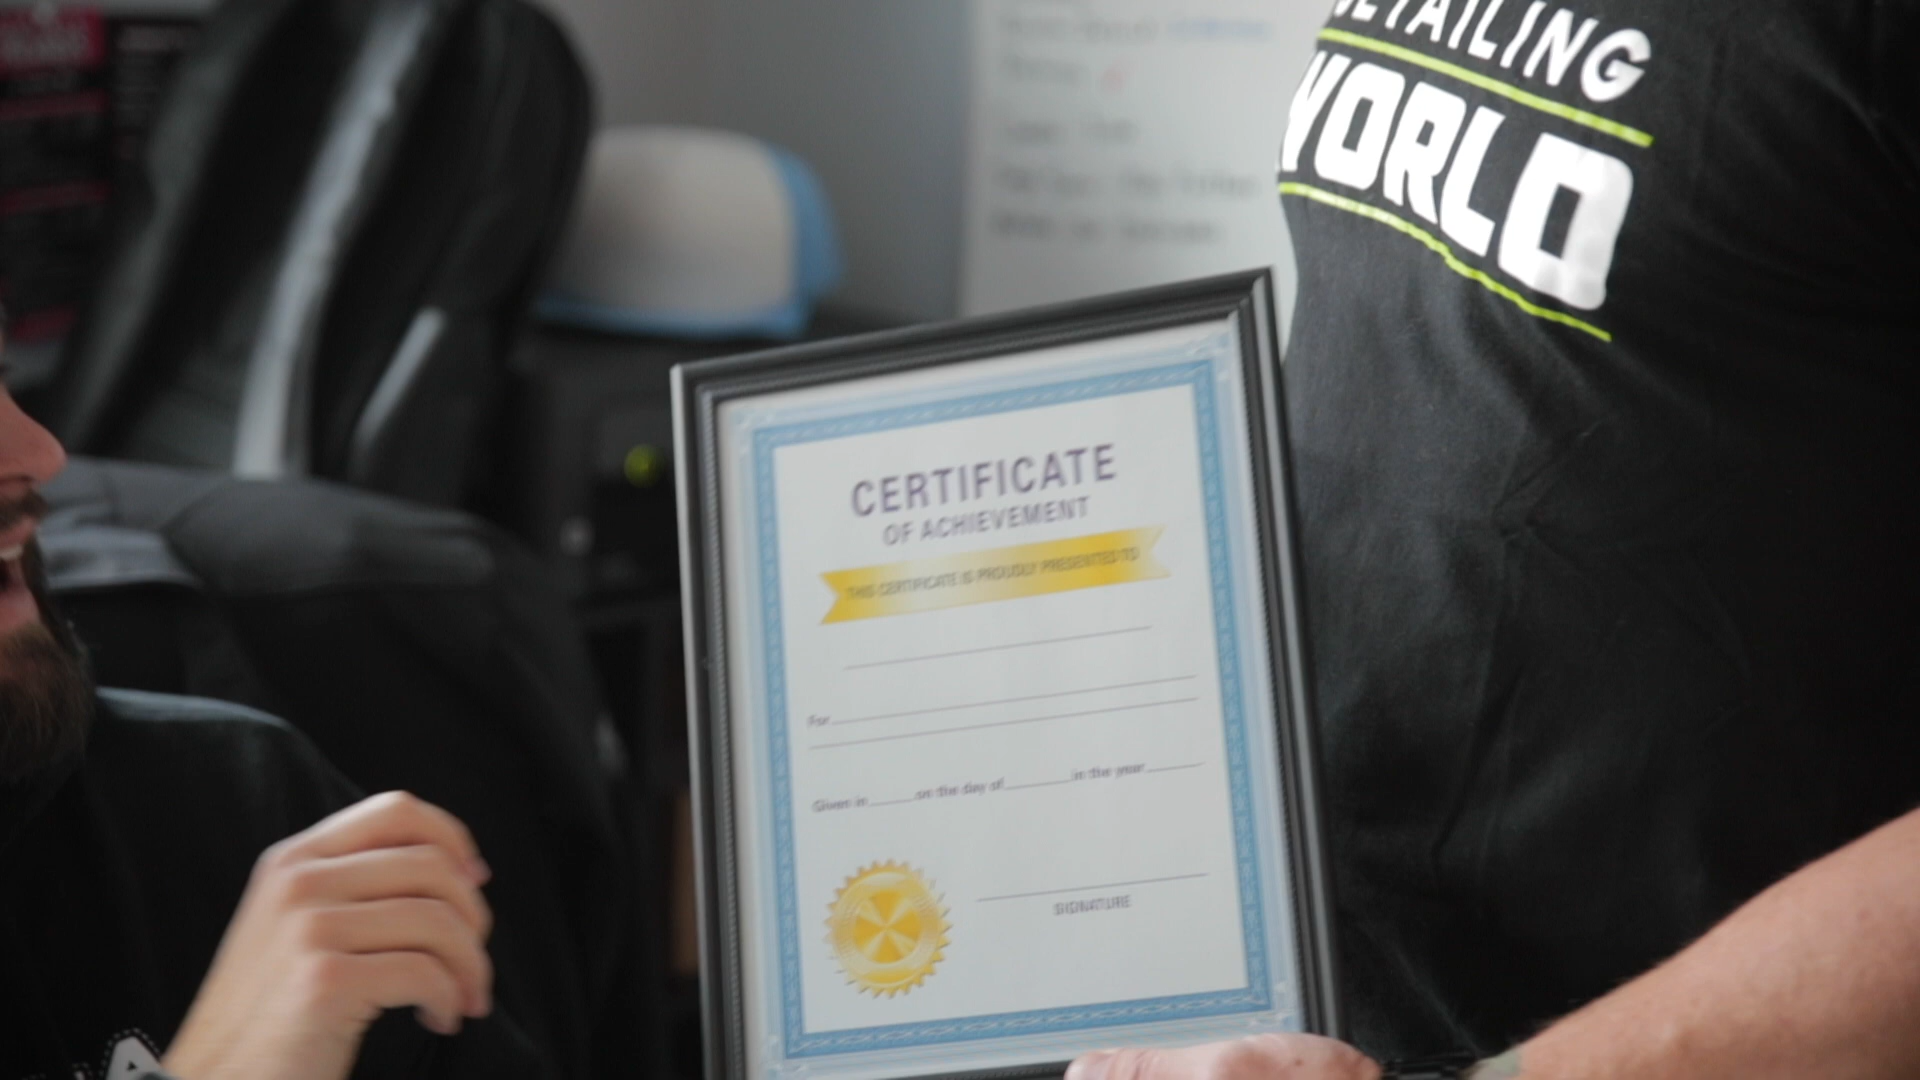 DETAILING
WORLD
CERTIFICATE
OF ACHIEVEMENT
THIS CERTIFICATE IS PROUDLY PRESENTED TO
For
Given in on the day of in the year
SIGNATURE